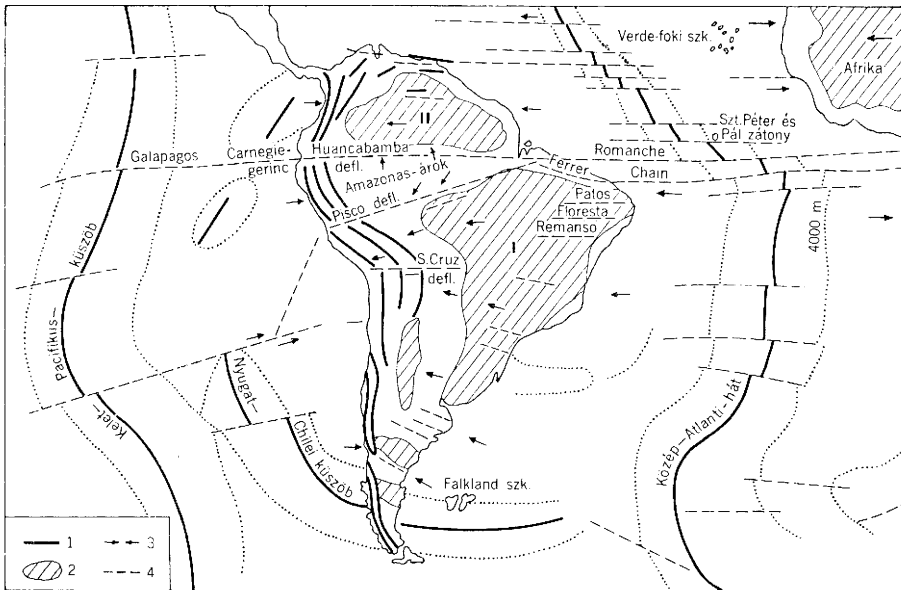 Verde-foki szk.
Afrika
II
Szt. Péter és
Pál zátony
Galapagos
Carnegie-
gerinc
Huancabamba
defl.
Ferrer
Romanche
Chain
Amazonas-árok
Pisco defl.
Patos
Floresta
Remanso
I
S.Cruz
defl.
4000 m
Kelet-
Pacifikus-
küszöb
Nyugat-
Chilei küszöb
Közép-Atlanti-hát
Falkland szk.
1
2
3
4